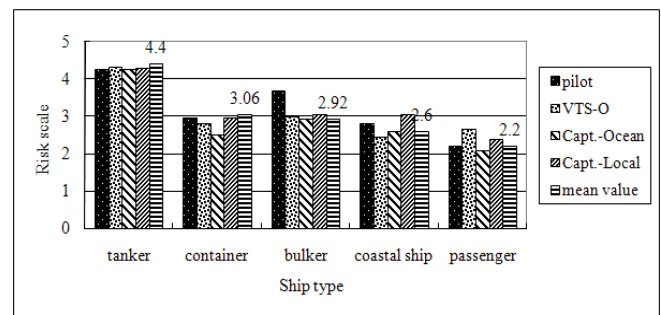 5
4
3
2
1
0
Risk scale
4.4
3.06
2.92
2.6
2.2
tanker
container
bulker
coastal ship
passenger
Ship type
pilot
VTS-O
Capt.-Ocean
Capt.-Local
mean value